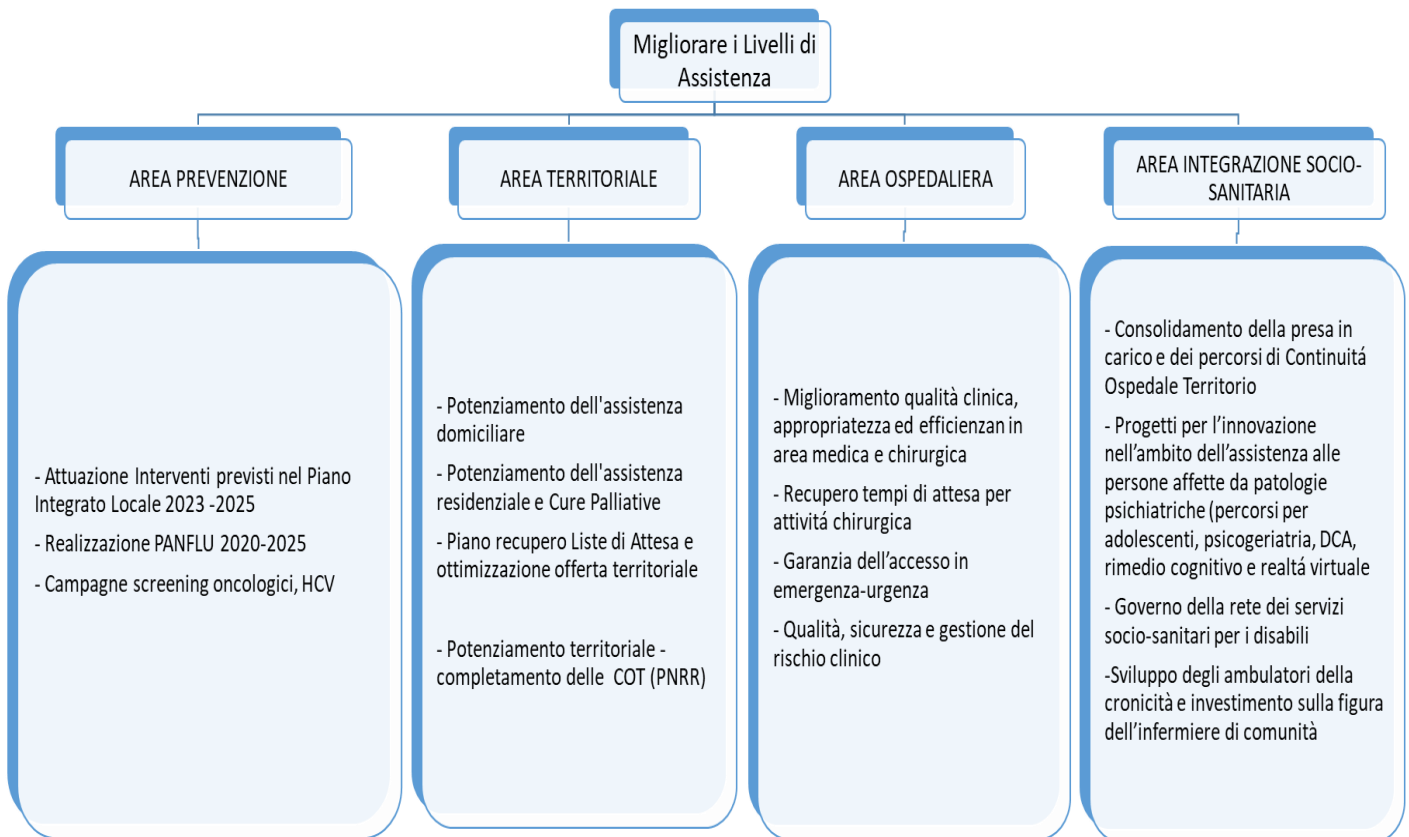 Migliorare i Livelli di
Assistenza
AREA PREVENZIONE
AREA TERRITORIALE
AREA OSPEDALIERA
AREA INTEGRAZIONE SOCIO-
SANITARIA
- Attuazione Interventi previsti nel Piano
Integrato Locale 2023 -2025
- Realizzazione PANFLU 2020-2025
- Campagne screening oncologici, HCV
- Potenziamento dell'assistenza
domiciliare
- Potenziamento dell'assistenza
residenziale e Cure Palliative
- Piano recupero Liste di Attesa e
ottimizzazione offerta territoriale
- Potenziamento territoriale -
completamento delle COT (PNRR)
- Miglioramento qualità clinica,
appropriatezza ed efficienzan in
area medica e chirurgica
- Recupero tempi di attesa per
attivitá chirurgica
- Garanzia dell’accesso in
emergenza-urgenza
- Qualità, sicurezza e gestione del
rischio clinico
- Consolidamento della presa in
carico e dei percorsi di Continuitá
Ospedale Territorio
- Progetti per l’innovazione
nell’ambito dell’assistenza alle
persone affette da patologie
psichiatriche (percorsi per
adolescenti, psicogeriatria, DCA,
rimedio cognitivo e realtá virtuale
- Governo della rete dei servizi
socio-sanitari per i disabili
-Sviluppo degli ambulatori della
cronicità e investimento sulla figura
dell’infermiere di comunità